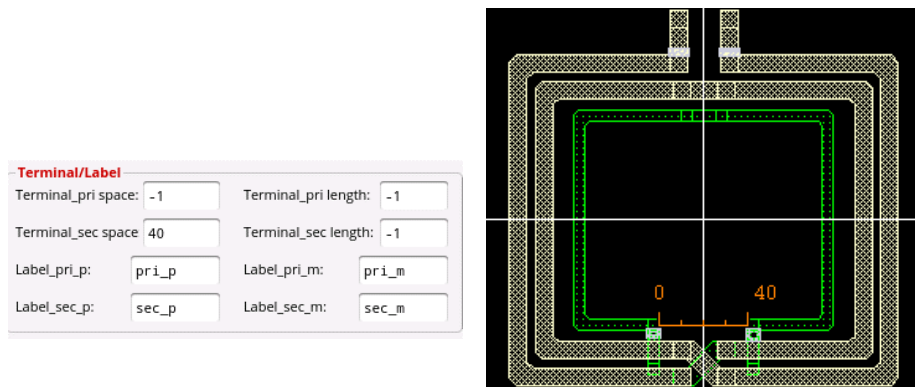 Terminal/Label
Terminal_pri space: -1 Terminal_pri length: -1
Terminal_sec space 40 Terminal_sec length: -1
Label_pri_p: pri_p Label_pri_m: pri_m
Label_sec_p: sec_p Label_sec_m: sec_m
0 40